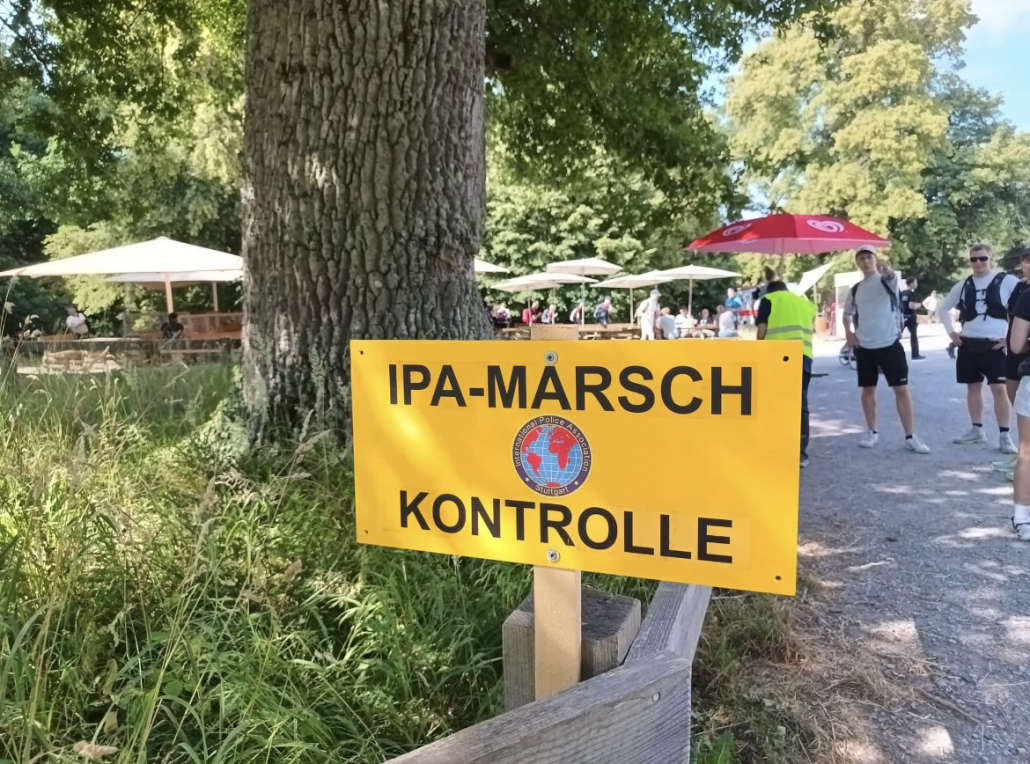 IPA-MARSCH
International Police Association
Stuttgart
KONTROLLE